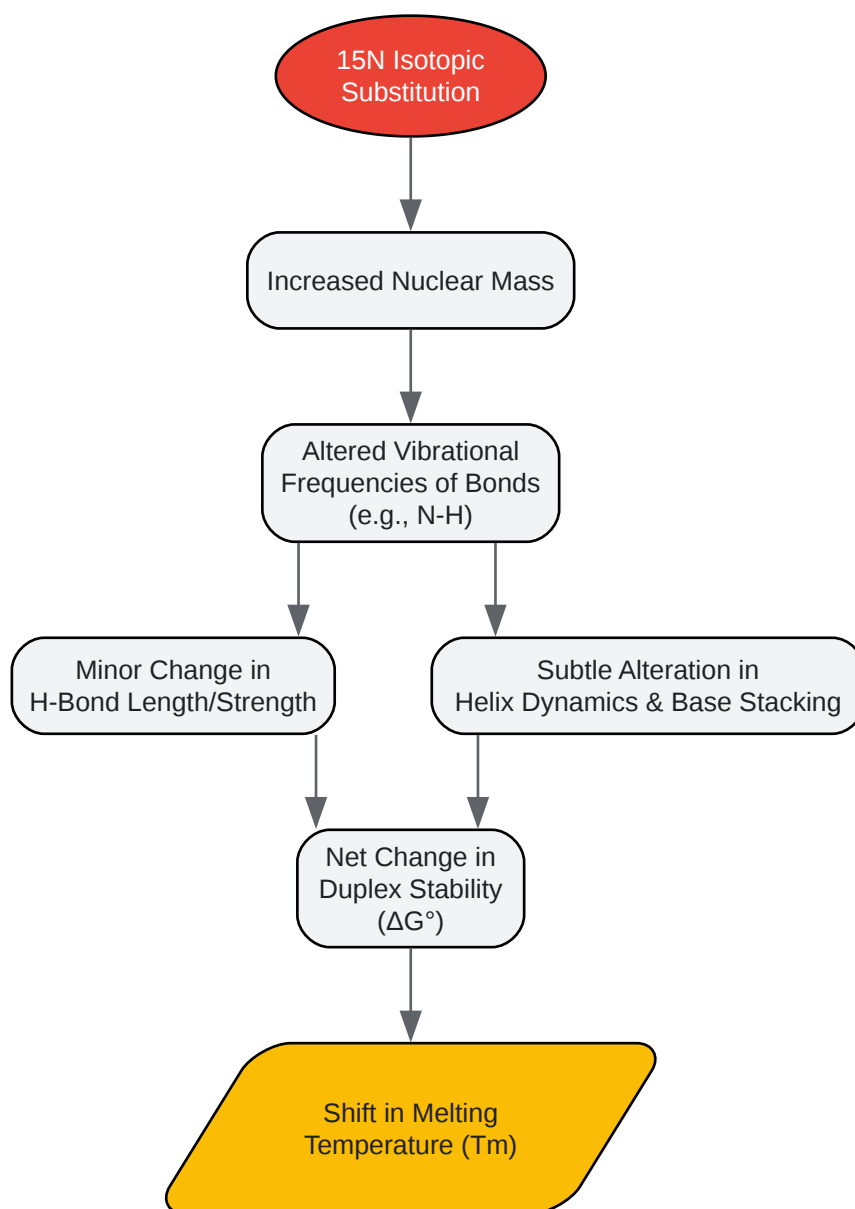 15N Isotopic
Substitution
Increased Nuclear Mass
Altered Vibrational
Frequencies of Bonds
(e.g., N-H)
Minor Change in
H-Bond Length/Strength
Subtle Alteration in
Helix Dynamics & Base Stacking
Net Change in
Duplex Stability
(ΔG°)
Shift in Melting
Temperature (Tm)